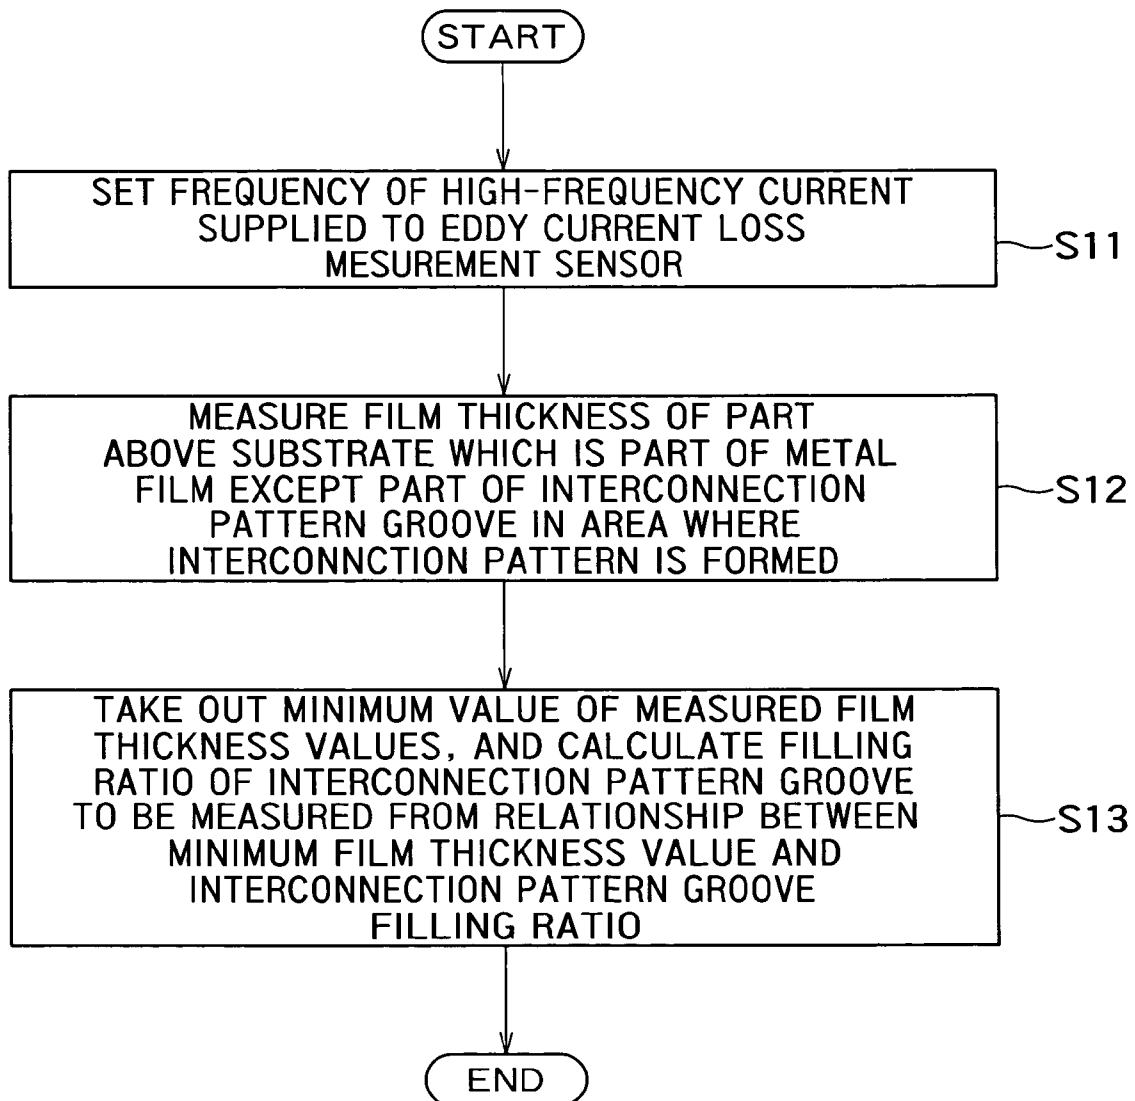 START
SET FREQUENCY OF HIGH-FREQUENCY CURRENT
SUPPLIED TO EDDY CURRENT LOSS
MESUREMENT SENSOR
S11
MEASURE FILM THICKNESS OF PART
ABOVE SUBSTRATE WHICH IS PART OF METAL
FILM EXCEPT PART OF INTERCONNECTION
PATTERN GROOVE IN AREA WHERE
INTERCONNCTION PATTERN IS FORMED
S12
TAKE OUT MINIMUM VALUE OF MEASURED FILM
THICKNESS VALUES, AND CALCULATE FILLING
RATIO OF INTERCONNECTION PATTERN GROOVE
TO BE MEASURED FROM RELATIONSHIP BETWEEN
MINIMUM FILM THICKNESS VALUE AND
INTERCONNECTION PATTERN GROOVE
FILLING RATIO
S13
END